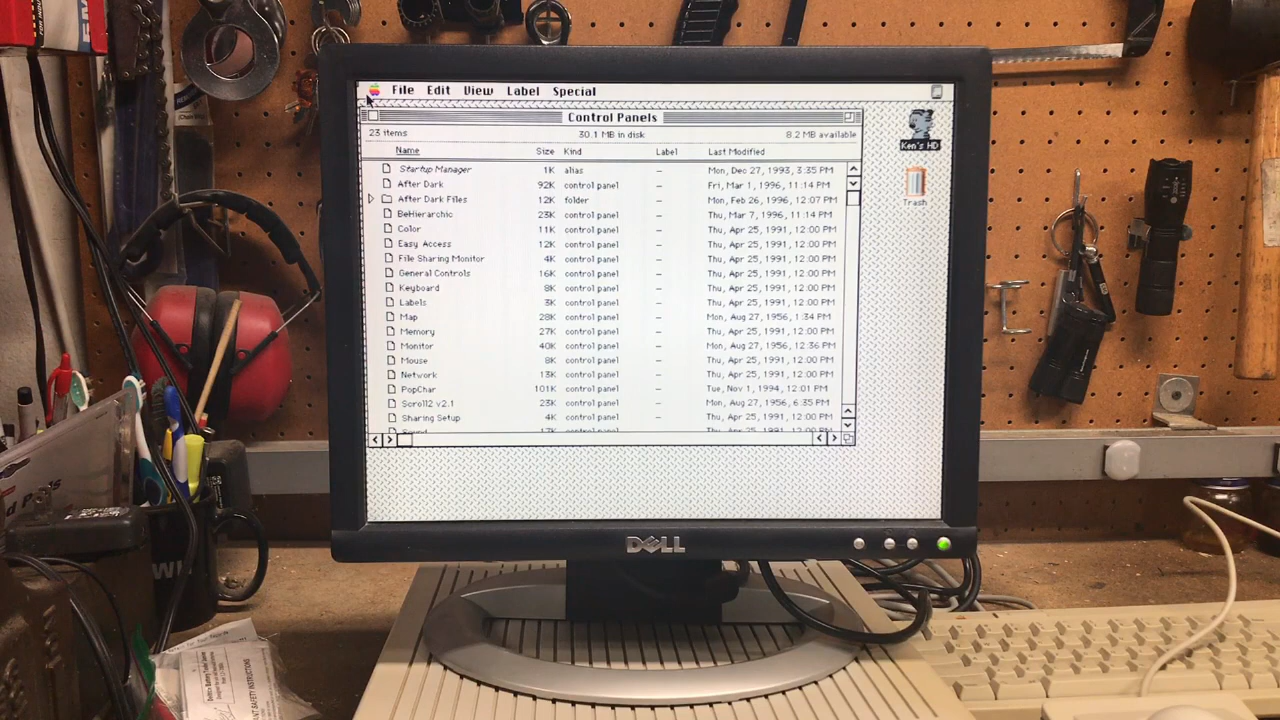 File Edit View Label Special
Control Panels
23 items 30.1 MB in disk 8.2 MB available
Name Size Kind Label Last Modified
Startup Manager 1K alias – Mon, Dec 27, 1993, 3:35 PM
After Dark 92K control panel – Fri, Mar 1, 1996, 11:14 PM
After Dark Files 12K folder – Mon, Feb 26, 1996, 12:07 PM
BeHierarchic 23K control panel – Thu, Mar 7, 1996, 11:14 PM
Color 11K control panel – Thu, Apr 25, 1991, 12:00 PM
Easy Access 12K control panel – Thu, Apr 25, 1991, 12:00 PM
File Sharing Monitor 4K control panel – Thu, Apr 25, 1991, 12:00 PM
General Controls 16K control panel – Thu, Apr 25, 1991, 12:00 PM
Keyboard 8K control panel – Thu, Apr 25, 1991, 12:00 PM
Labels 3K control panel – Thu, Apr 25, 1991, 12:00 PM
Map 28K control panel – Mon, Aug 27, 1956, 1:34 PM
Memory 27K control panel – Thu, Apr 25, 1991, 12:00 PM
Monitor 40K control panel – Mon, Aug 27, 1956, 12:36 PM
Mouse 8K control panel – Thu, Apr 25, 1991, 12:00 PM
Network 13K control panel – Thu, Apr 25, 1991, 12:00 PM
PopChar 101K control panel – Tue, Nov 1, 1994, 12:01 PM
Scroll2 v2.1 23K control panel – Mon, Aug 27, 1956, 6:35 PM
Sharing Setup 4K control panel – Thu, Apr 25, 1991, 12:00 PM
Sound 17K control panel – Thu, Apr 25, 1991, 12:00 PM
Ken's HD
Trash
DELL